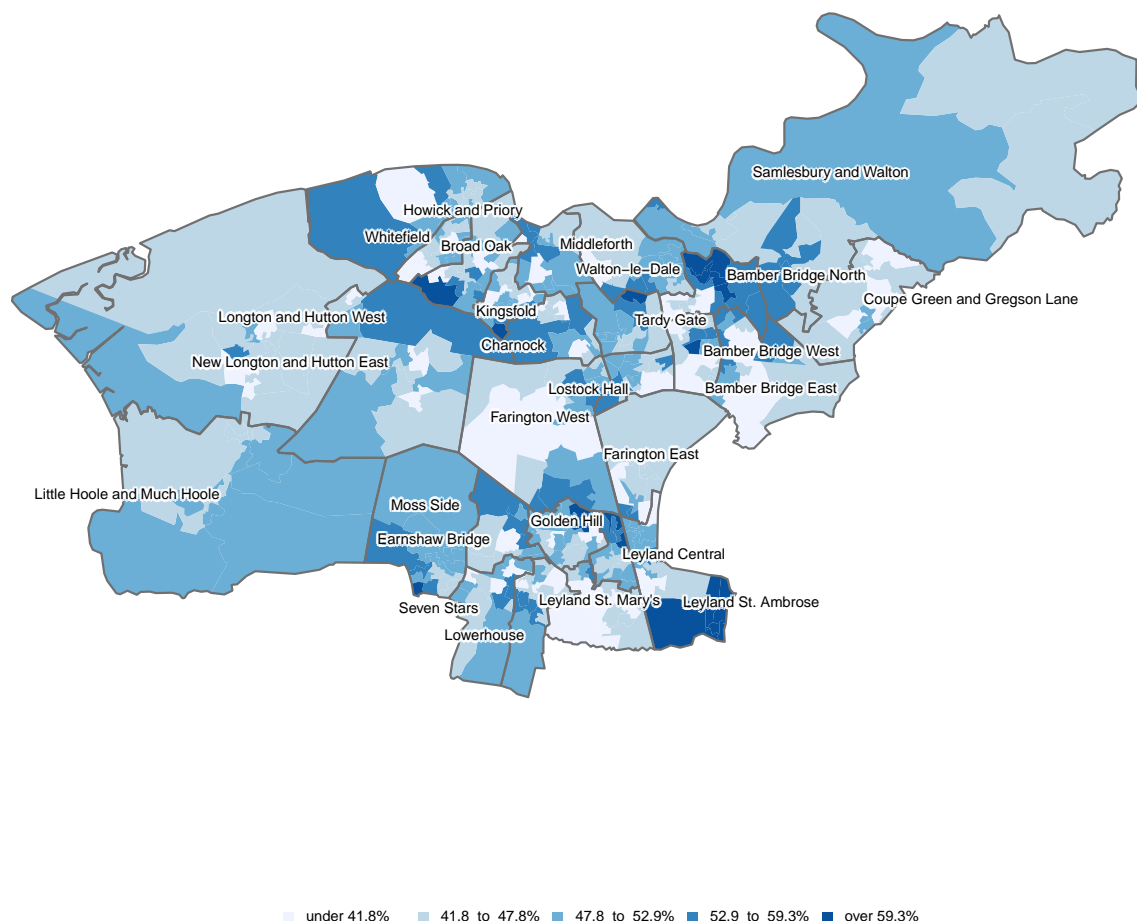 Samlesbury and Walton
Howick and Priory
Whitefield
Broad Oak
Middleforth
Walton−le−Dale
Bamber Bridge North
Coupe Green and Gregson Lane
Longton and Hutton West
Kingsfold
Tardy Gate
Charnock
Bamber Bridge West
New Longton and Hutton East
Lostock Hall
Bamber Bridge East
Farington West
Farington East
Little Hoole and Much Hoole
Moss Side
Golden Hill
Earnshaw Bridge
Leyland Central
Seven Stars
Leyland St. Mary's
Leyland St. Ambrose
Lowerhouse
under 41.8%
41.8 to 47.8%
47.8 to 52.9%
52.9 to 59.3%
over 59.3%